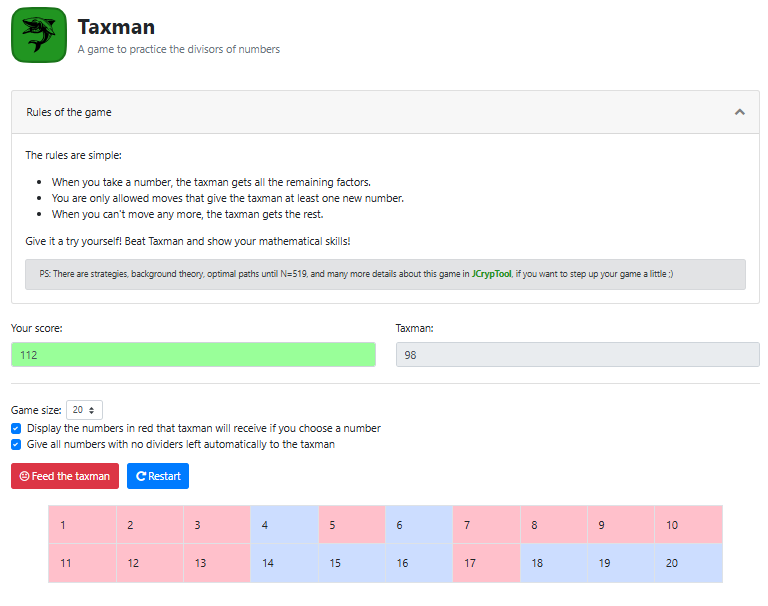 Taxman
A game to practice the divisors of numbers
Rules of the game
The rules are simple:
When you take a number, the taxman gets all the remaining factors.
You are only allowed moves that give the taxman at least one new number.
When you can't move any more, the taxman gets the rest.
Give it a try yourself! Beat Taxman and show your mathematical skills!
PS: There are strategies, background theory, optimal paths until N=519, and many more details about this game in JCrypTool, if you want to step up your game a little ;)
Your score: Taxman:
112 98
Game size: 20
Display the numbers in red that taxman will receive if you choose a number
Give all numbers with no dividers left automatically to the taxman
Feed the taxman Restart
1 2 3 4 5 6 7 8 9 10
11 12 13 14 15 16 17 18 19 20